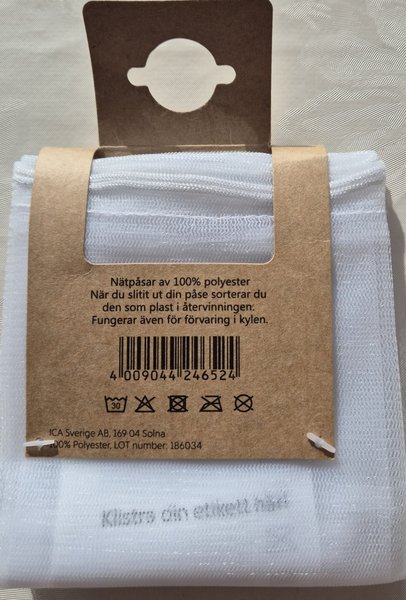 Nätpåsar av 100% polyester
När du slitit ut din påse sorterar du
den som plast i återvinningen.
Fungerar även för förvaring i kylen.
4 009044 246524
30
ICA Sverige AB, 169 04 Solna
100% Polyester, LOT number: 186034
Klistra din etikett här!